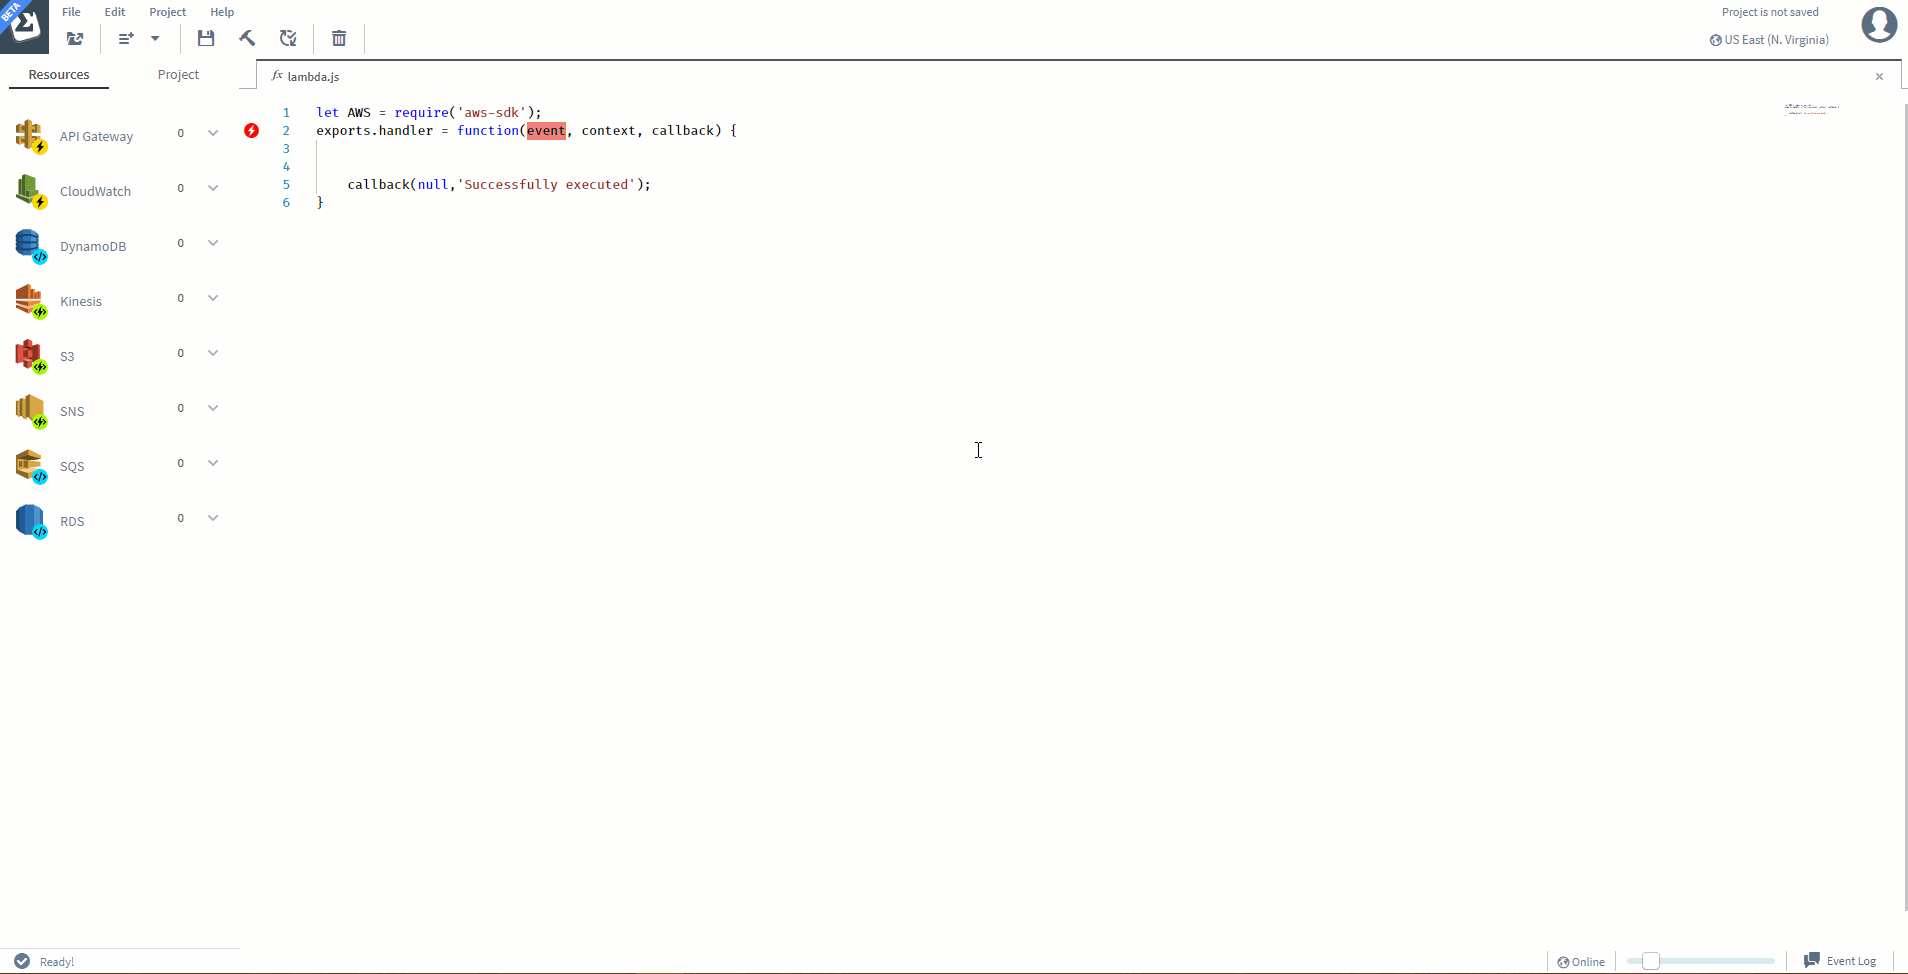 BETA
File Edit Project Help
Project is not saved
US East (N. Virginia)
Resources Project
fx lambda.js ×
1 let AWS = require('aws-sdk');
2 exports.handler = function(event, context, callback) {
3
4
5 callback(null,'Successfully executed');
6 }
API Gateway 0
CloudWatch 0
DynamoDB 0
Kinesis 0
S3 0
SNS 0
SQS 0
RDS 0
Ready!
Online
Event Log